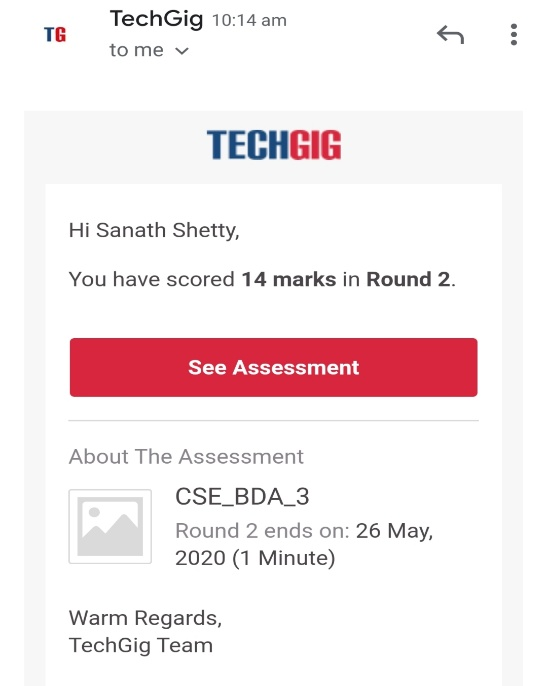 TG
TechGig 10:14 am
to me
TECHGIG
Hi Sanath Shetty,
You have scored 14 marks in Round 2.
See Assessment
About The Assessment
CSE_BDA_3
Round 2 ends on: 26 May,
2020 (1 Minute)
Warm Regards,
TechGig Team